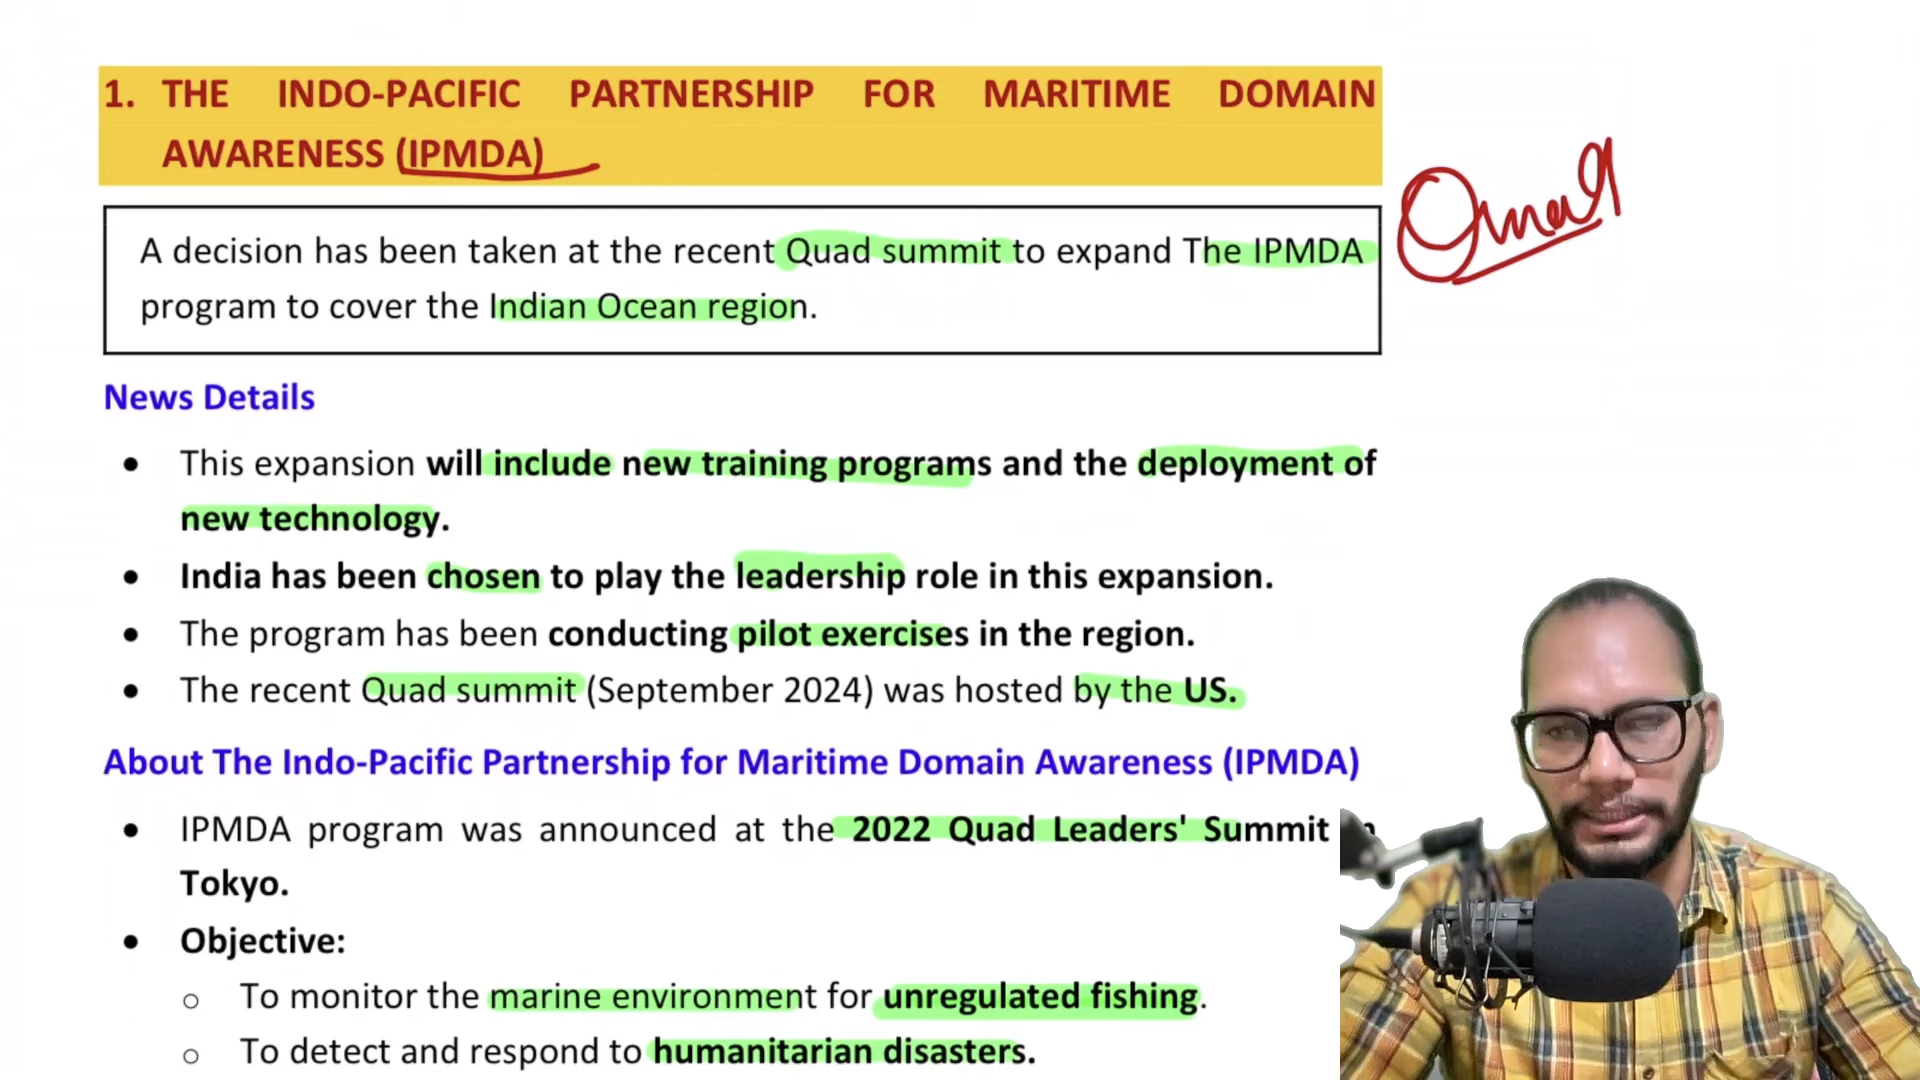 1. THE INDO-PACIFIC PARTNERSHIP FOR MARITIME DOMAIN
AWARENESS (IPMDA)
A decision has been taken at the recent Quad summit to expand The IPMDA
program to cover the Indian Ocean region.
News Details
• This expansion will include new training programs and the deployment of
new technology.
• India has been chosen to play the leadership role in this expansion.
• The program has been conducting pilot exercises in the region.
• The recent Quad summit (September 2024) was hosted by the US.
About The Indo-Pacific Partnership for Maritime Domain Awareness (IPMDA)
• IPMDA program was announced at the 2022 Quad Leaders' Summit
Tokyo.
• Objective:
○ To monitor the marine environment for unregulated fishing.
○ To detect and respond to humanitarian disasters.